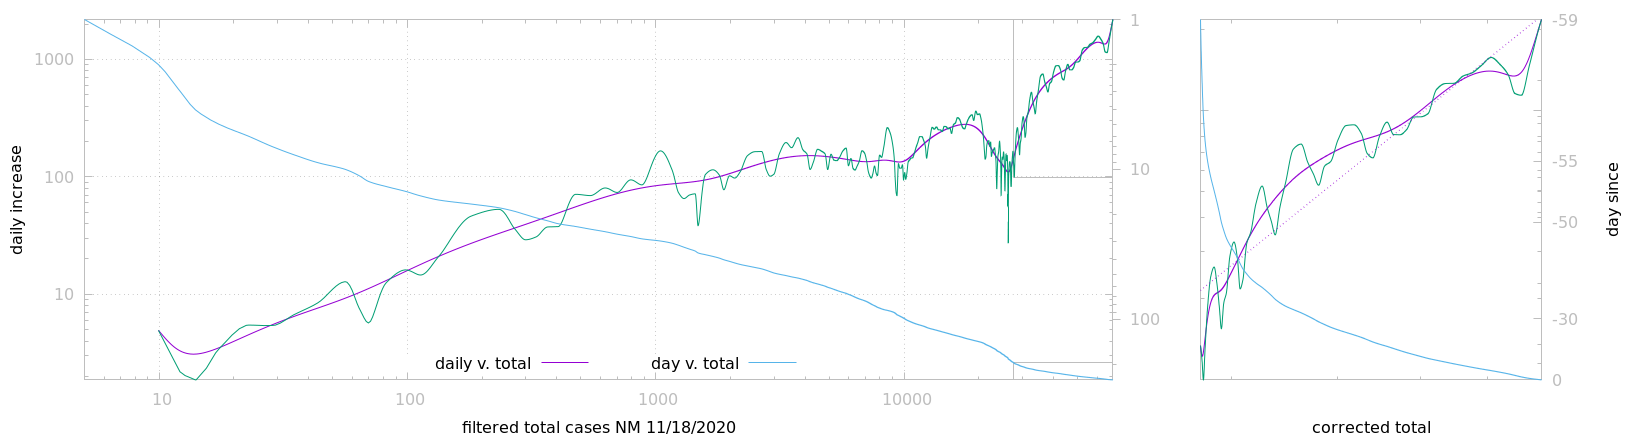 1
-59
1000
daily increase
100
10
10
-55
-50
day since
100
-30
daily v. total
day v. total
0
10
100
1000
10000
filtered total cases NM 11/18/2020
corrected total